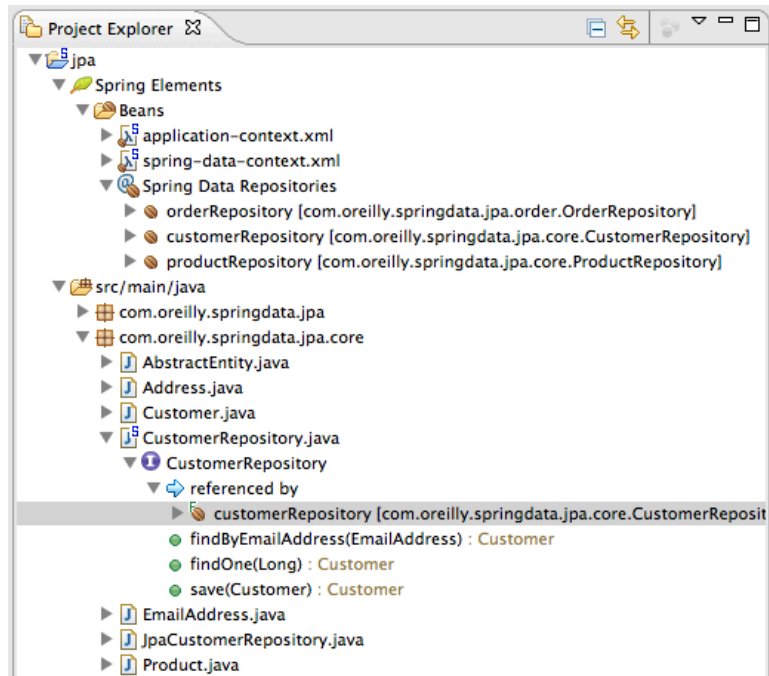 Project Explorer
jpa
Spring Elements
Beans
application-context.xml
spring-data-context.xml
Spring Data Repositories
orderRepository [com.oreilly.springdata.jpa.order.OrderRepository]
customerRepository [com.oreilly.springdata.jpa.core.CustomerRepository]
productRepository [com.oreilly.springdata.jpa.core.ProductRepository]
src/main/java
com.oreilly.springdata.jpa
com.oreilly.springdata.jpa.core
AbstractEntity.java
Address.java
Customer.java
CustomerRepository.java
CustomerRepository
referenced by
customerRepository [com.oreilly.springdata.jpa.core.CustomerReposit
findByEmailAddress(EmailAddress) : Customer
findOne(Long) : Customer
save(Customer) : Customer
EmailAddress.java
JpaCustomerRepository.java
Product.java